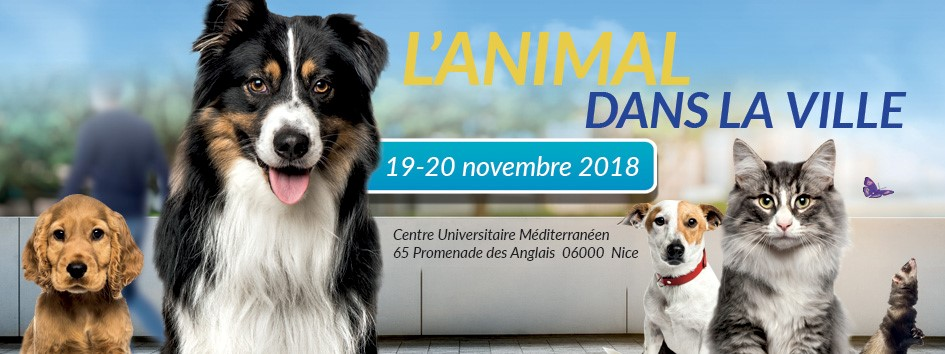 L'ANIMAL
DANS LA VILLE
19-20 novembre 2018
Centre Universitaire Méditerranéen
65 Promenade des Anglais 06000 Nice